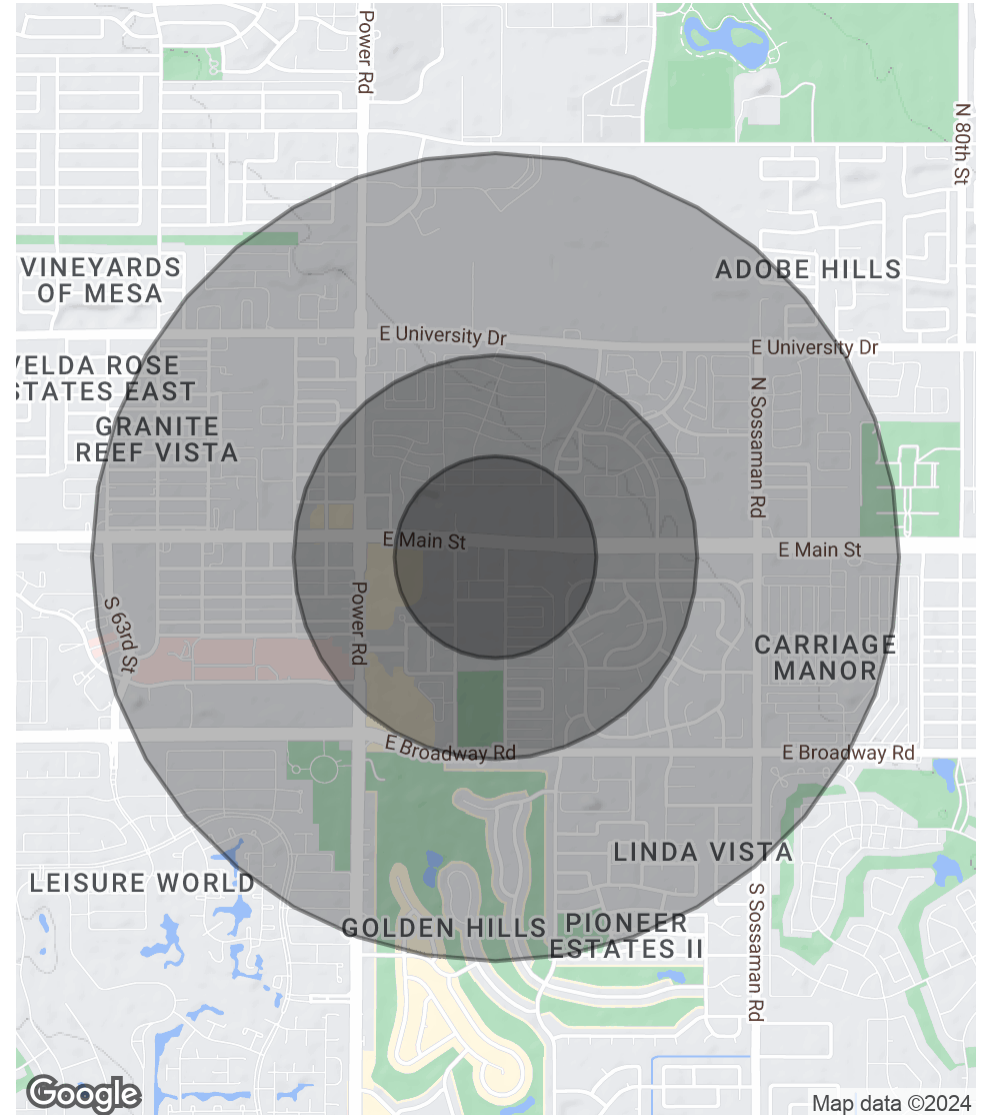 Power Rd
N 80th St
VINEYARDS
OF MESA
ADOBE HILLS
E University Dr
E University Dr
VELDA ROSE
STATES EAST
N Sossaman Rd
GRANITE
REEF VISTA
E Main St
E Main St
Power Rd
S 63rd St
CARRIAGE
MANOR
E Broadway Rd
E Broadway Rd
LINDA VISTA
LEISURE WORLD
S Sossaman Rd
GOLDEN HILLS
PIONEER
ESTATES II
Google
Map data ©2024